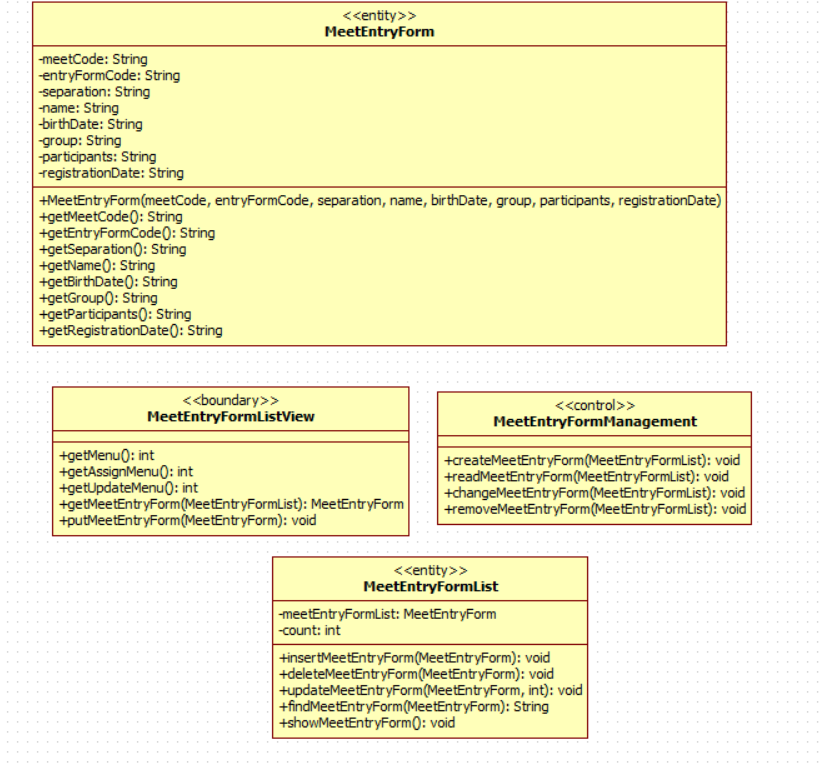 <<entity>>
MeetEntryForm
-meetCode: String
-entryFormCode: String
-separation: String
-name: String
-birthDate: String
-group: String
-participants: String
-registrationDate: String
+MeetEntryForm(meetCode, entryFormCode, separation, name, birthDate, group, participants, registrationDate)
+getMeetCode(): String
+getEntryFormCode(): String
+getSeparation(): String
+getName(): String
+getBirthDate(): String
+getGroup(): String
+getParticipants(): String
+getRegistrationDate(): String
<<boundary>>
MeetEntryFormListView
+getMenu(): int
+getAssignMenu(): int
+getUpdateMenu(): int
+getMeetEntryForm(MeetEntryFormList): MeetEntryForm
+putMeetEntryForm(MeetEntryForm): void
<<control>>
MeetEntryFormManagement
+createMeetEntryForm(MeetEntryFormList): void
+readMeetEntryForm(MeetEntryFormList): void
+changeMeetEntryForm(MeetEntryFormList): void
+removeMeetEntryForm(MeetEntryFormList): void
<<entity>>
MeetEntryFormList
-meetEntryFormList: MeetEntryForm
-count: int
+insertMeetEntryForm(MeetEntryForm): void
+deleteMeetEntryForm(MeetEntryForm): void
+updateMeetEntryForm(MeetEntryForm, int): void
+findMeetEntryForm(MeetEntryForm): String
+showMeetEntryForm(): void